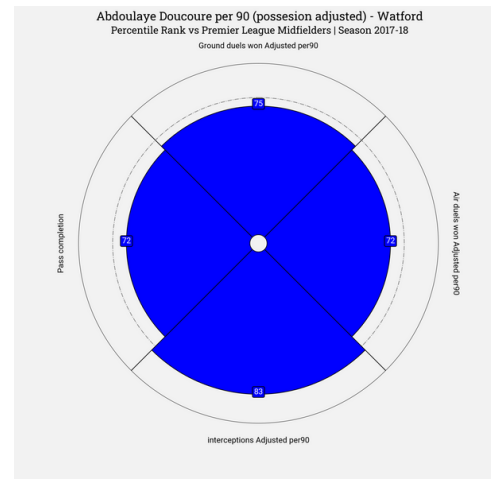 Abdoulaye Doucoure per 90 (possesion adjusted) - Watford
Percentile Rank vs Premier League Midfielders | Season 2017-18
Ground duels won Adjusted per90
75
Pass completion
72
72
Air duels won Adjusted per90
83
interceptions Adjusted per90